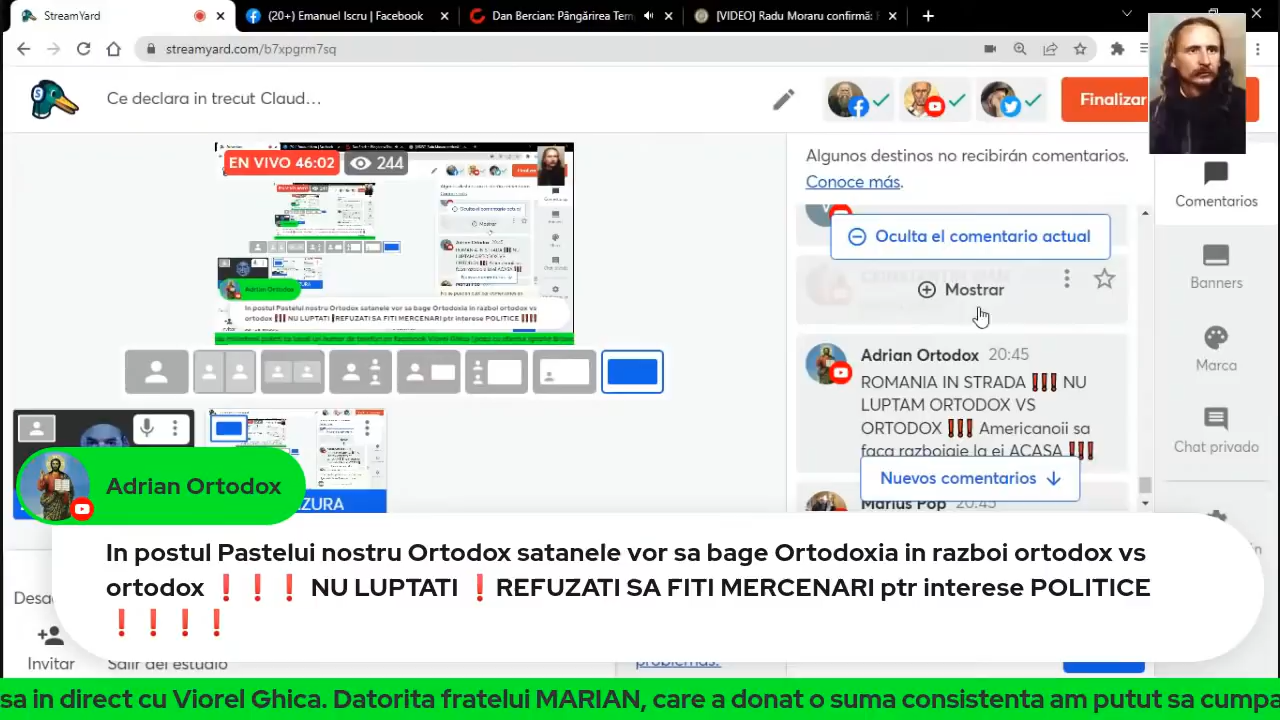 StreamYard
(20+) Emanuel Iscru | Facebook
Dan Bercian: Pângărirea Tem
[VIDEO] Radu Moraru confirmă:
streamyard.com/b7xpgrm7sq
Ce declara in trecut Claud...
Finalizar
EN VIVO 46:02
244
Algunos destinos no recibirán comentarios.
Conoce más.
Oculta el comentario actual
Mostrar
Adrian Ortodox 20:45
ROMANIA IN STRADA ❗❗❗ NU
LUPTAM ORTODOX VS
ORTODOX ❗❗❗ Americanoii sa
faca razboiaie la ei ACASA ❗❗❗
Nuevos comentarios
Marius Pop 20:45
Comentarios
Banners
Marca
Chat privado
Adrian Ortodox
In postul Pastelui nostru Ortodox satanele vor sa bage Ortodoxia in razboi ortodox vs
ortodox ❗❗❗ NU LUPTATI ❗REFUZATI SA FITI MERCENARI ptr interese POLITICE
❗❗❗❗
Invitar
Salir del estudio
problemas.
sa in direct cu Viorel Ghica. Datorita fratelui MARIAN, care a donat o suma consistenta am putut sa cumpa